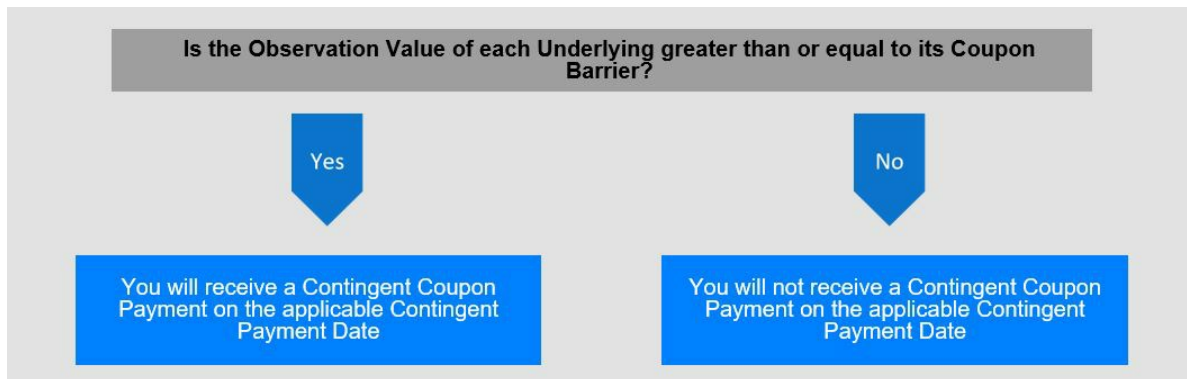 Is the Observation Value of each Underlying greater than or equal to its Coupon
Barrier?
Yes
No
You will receive a Contingent Coupon
Payment on the applicable Contingent
Payment Date
You will not receive a Contingent Coupon
Payment on the applicable Contingent
Payment Date